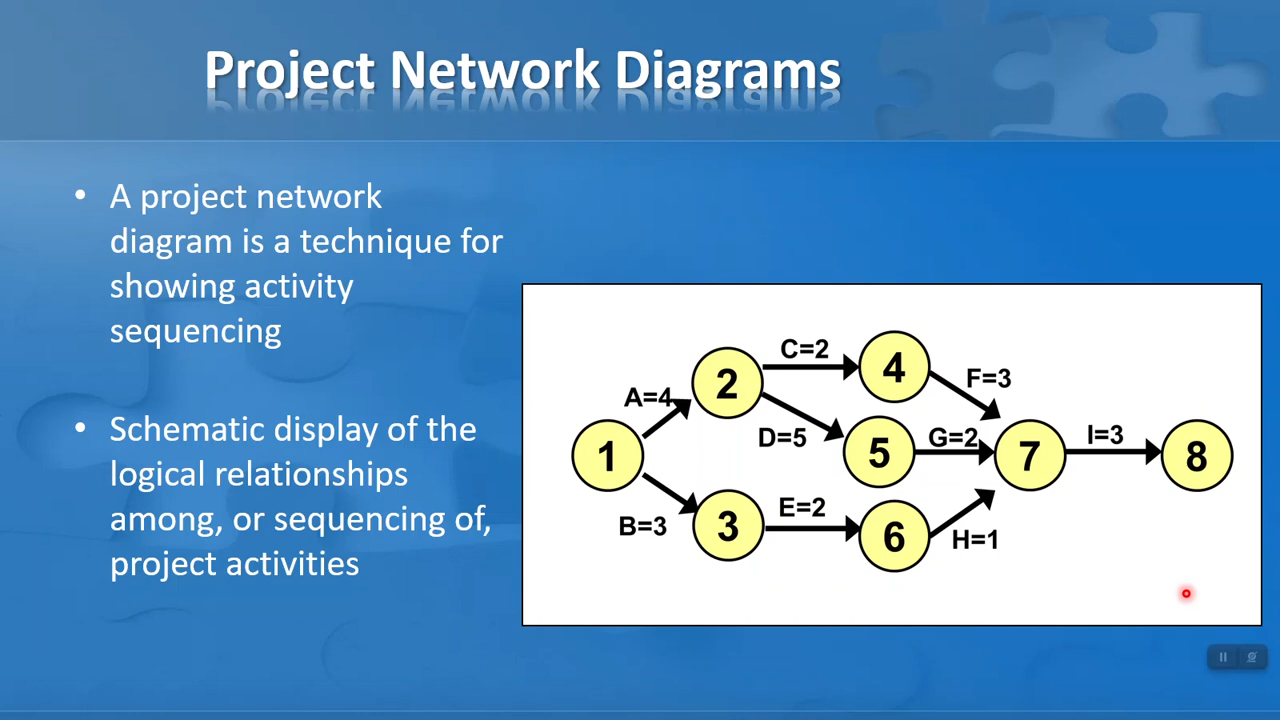 Project Network Diagrams
• A project network
diagram is a technique for
showing activity
sequencing
• Schematic display of the
logical relationships
among, or sequencing of,
project activities
C=2
4
F=3
2
A=4
D=5
G=2
I=3
1
5
7
8
B=3
E=2
3
6
H=1